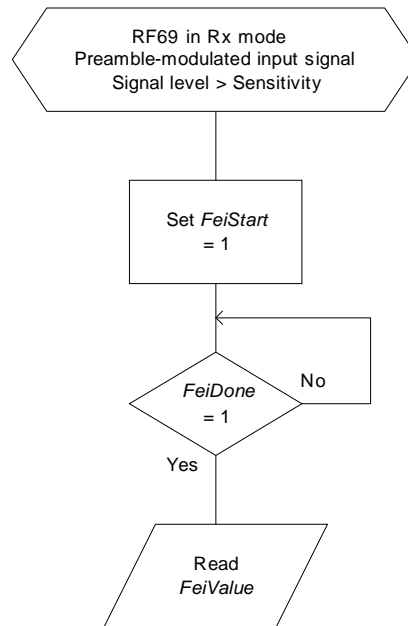 RF69 in Rx mode
Preamble-modulated input signal
Signal level > Sensitivity
Set FeiStart
= 1
FeiDone
= 1
No
Yes
Read
FeiValue